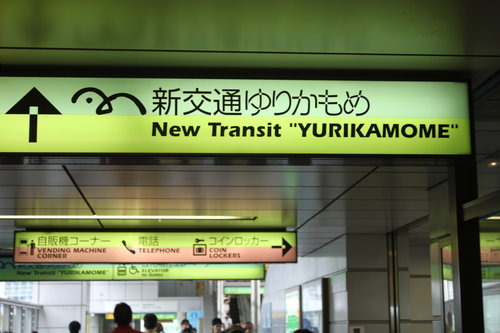 新交通ゆりかもめ
New Transit "YURIKAMOME"
自販機コーナー
VENDING MACHINE
CORNER
電話
TELEPHONE
コインロッカー
COIN
LOCKERS
New Transit "YURIKAMOME"
ELEVATOR
to Gates